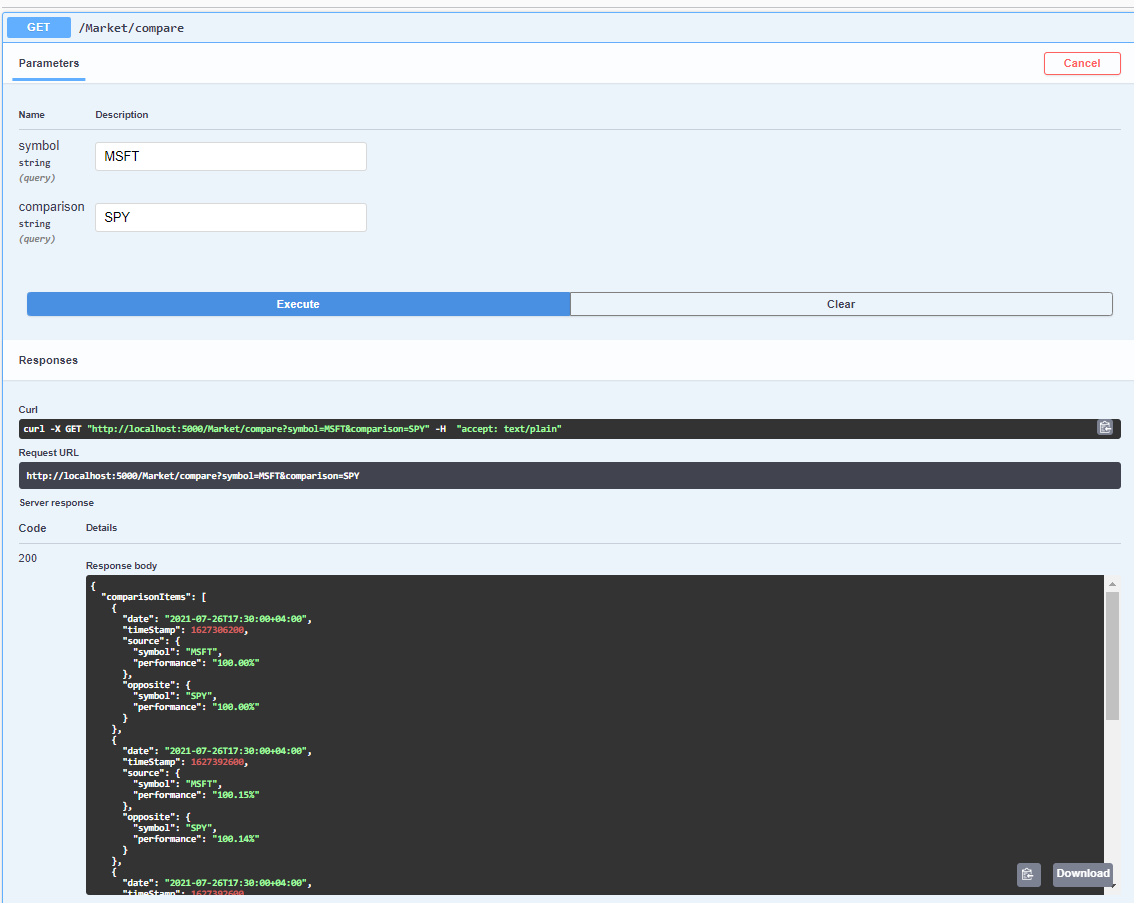 GET /Market/compare
Parameters
Cancel
Name Description
symbol
string
(query)
MSFT
comparison
string
(query)
SPY
Execute
Clear
Responses
Curl
curl -X GET "http://localhost:5000/Market/compare?symbol=MSFT&comparison=SPY" -H "accept: text/plain"
Request URL
http://localhost:5000/Market/compare?symbol=MSFT&comparison=SPY
Server response
Code Details
200
Response body
{
"comparisonItems": [
{
"date": "2021-07-26T17:30:00+04:00",
"timeStamp": 1627306200,
"source": {
"symbol": "MSFT",
"performance": "100.00%"
},
"opposite": {
"symbol": "SPY",
"performance": "100.00%"
}
},
{
"date": "2021-07-26T17:30:00+04:00",
"timeStamp": 1627392600,
"source": {
"symbol": "MSFT",
"performance": "100.15%"
},
"opposite": {
"symbol": "SPY",
"performance": "100.14%"
}
},
{
"date": "2021-07-26T17:30:00+04:00",
"timeStamp": 1627392600
Download